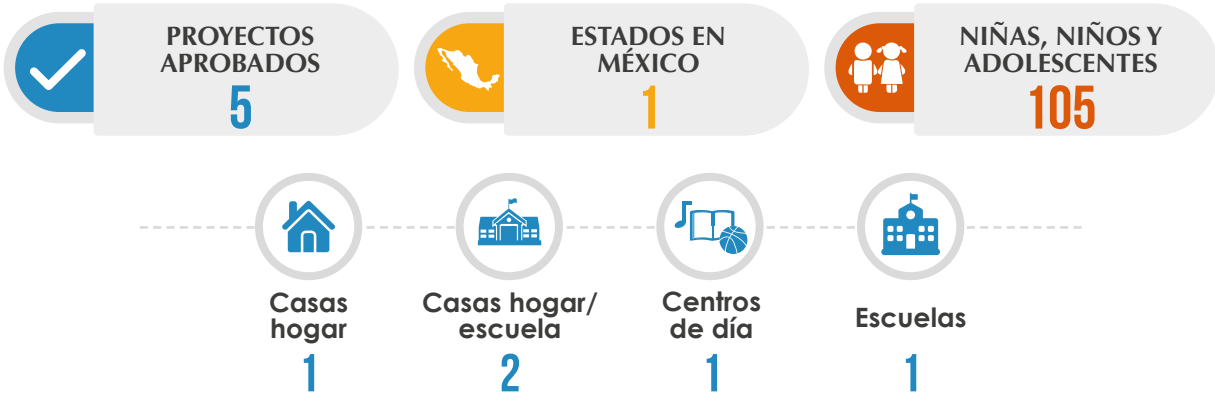 PROYECTOS
APROBADOS
5
ESTADOS EN
MÉXICO
1
NIÑAS, NIÑOS Y
ADOLESCENTES
105
Casas
hogar
1
Casas hogar/
escuela
2
Centros
de día
1
Escuelas
1